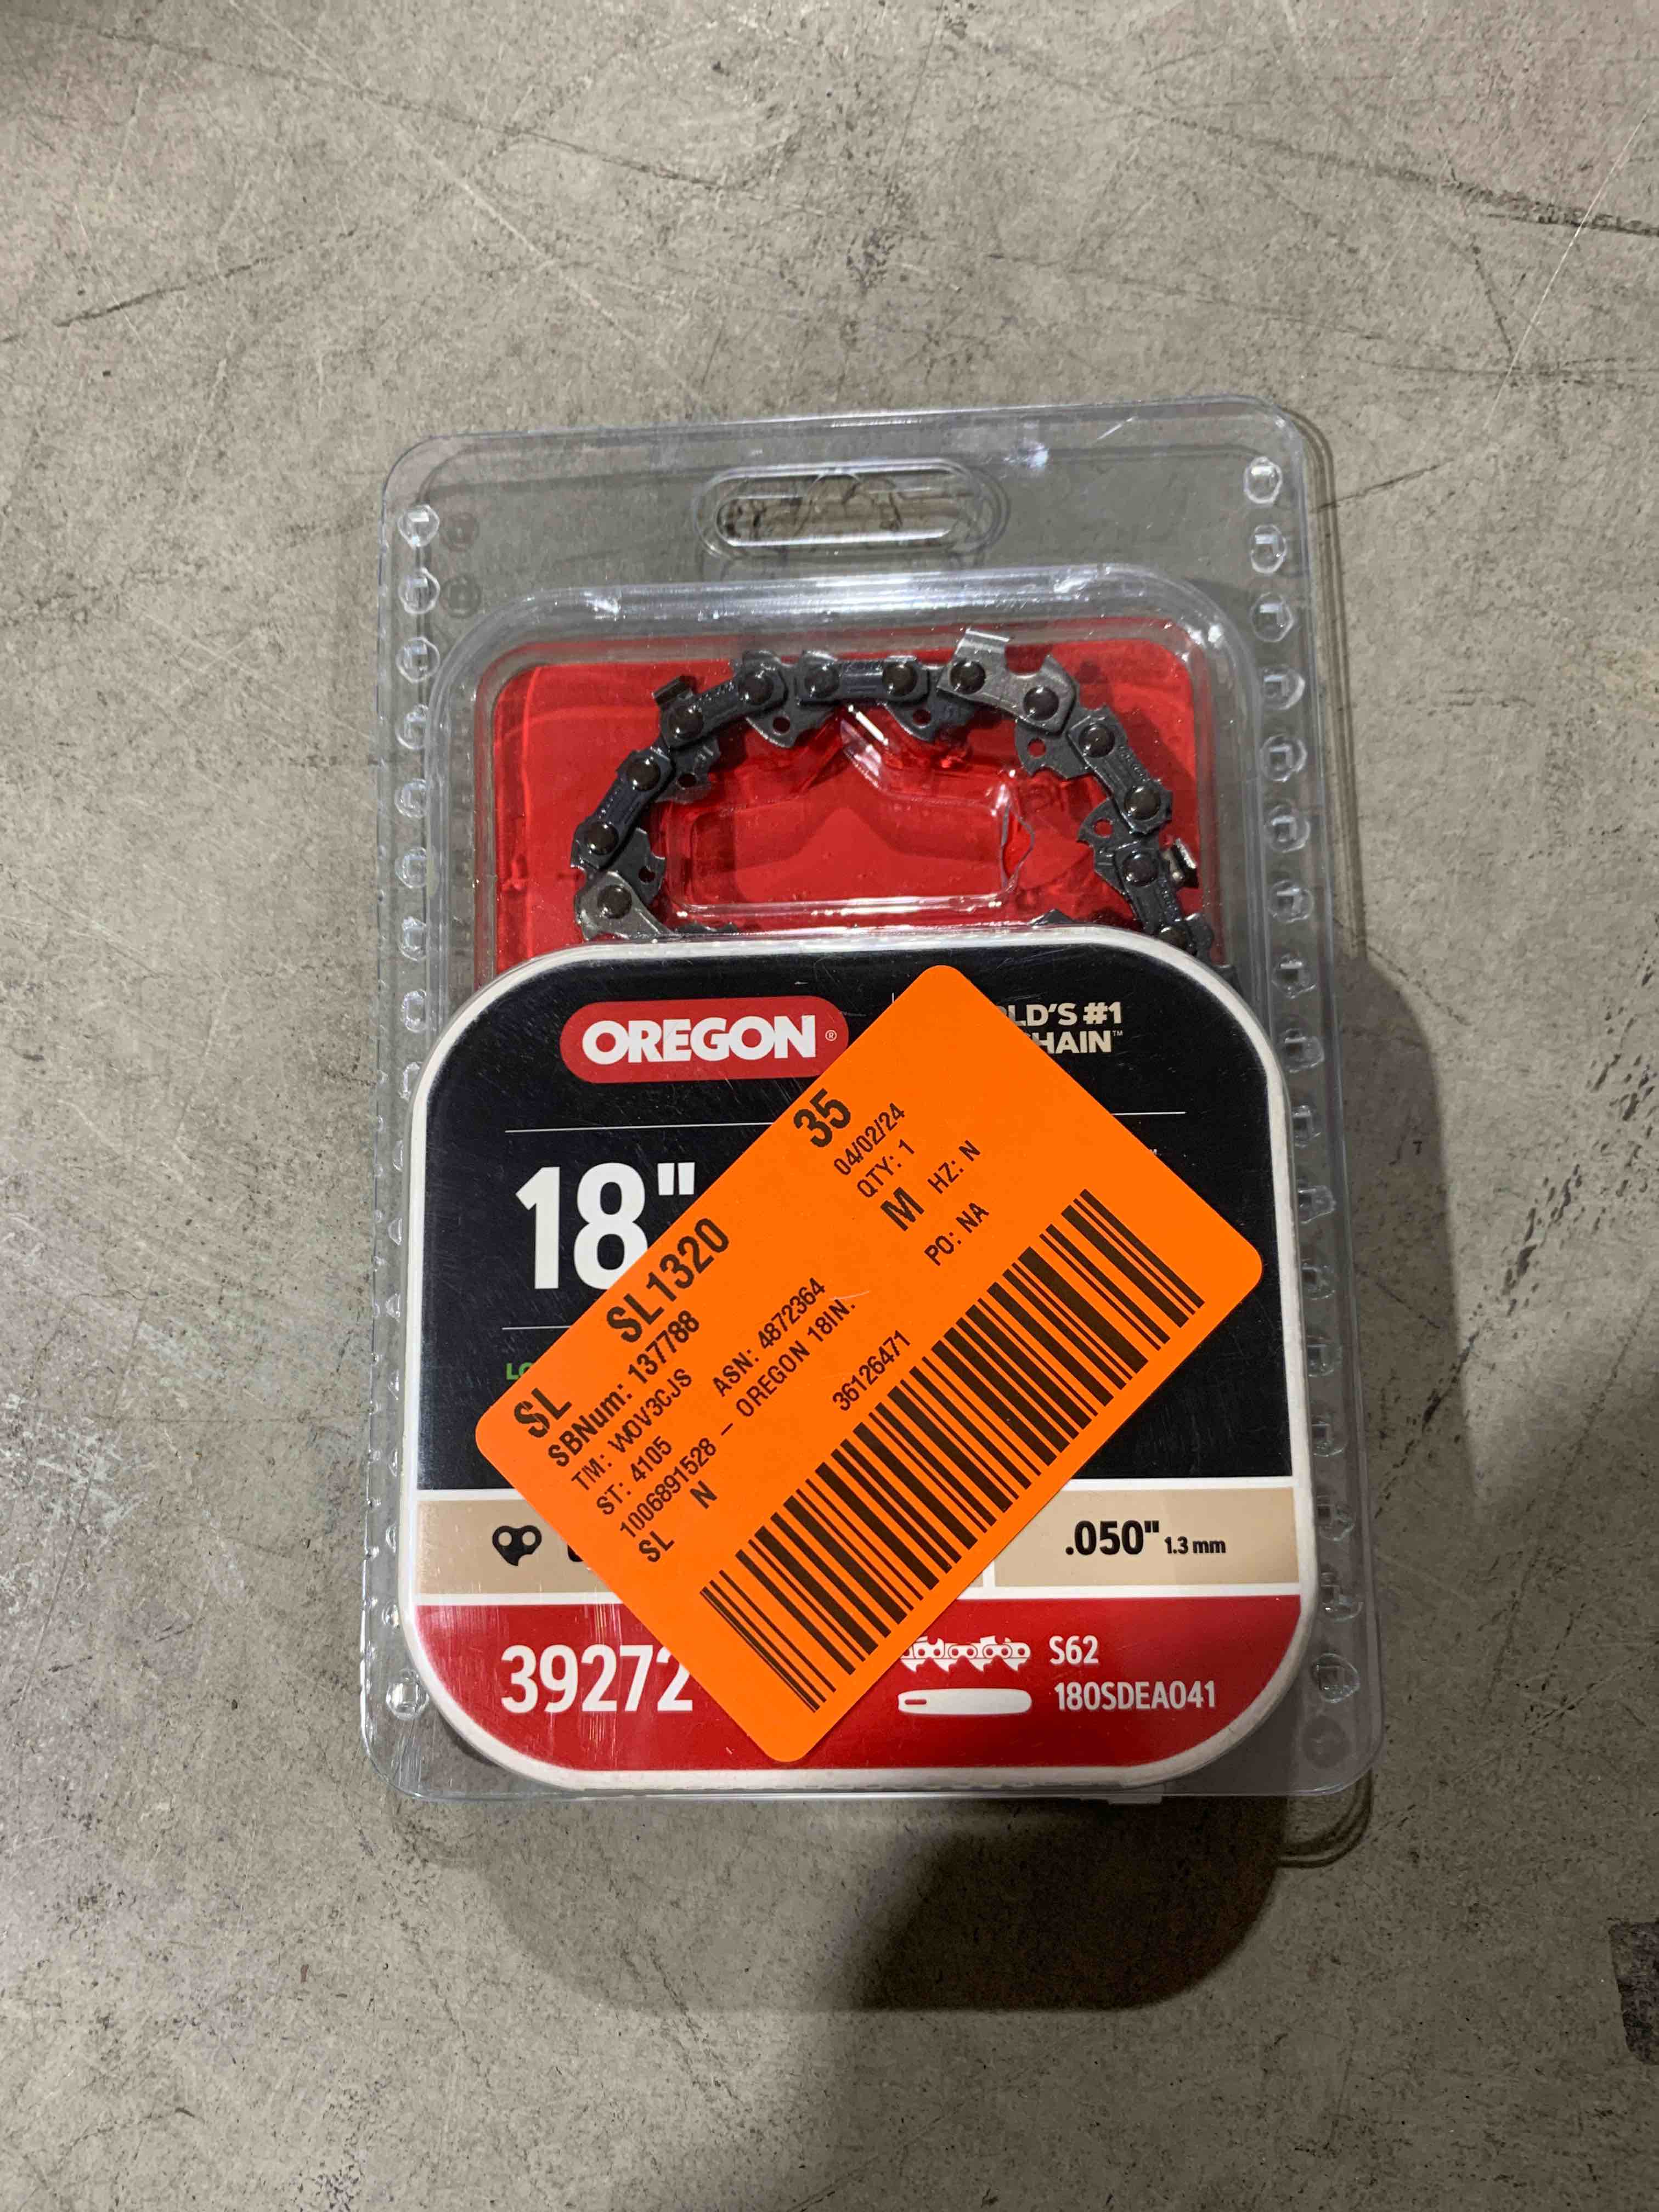 OREGON®
LD'S #1
HAIN™
18"
35
04/02/24
QTY: 1
M HZ: N
PO: NA
SL SL1320
SBNum: 137788
TM: WOV3CJS
ST: 4105 ASN: 4872364
1006891528 — OREGON 18IN.
SL N 36126471
.050" 1.3 mm
39272
S62
180SDEA041